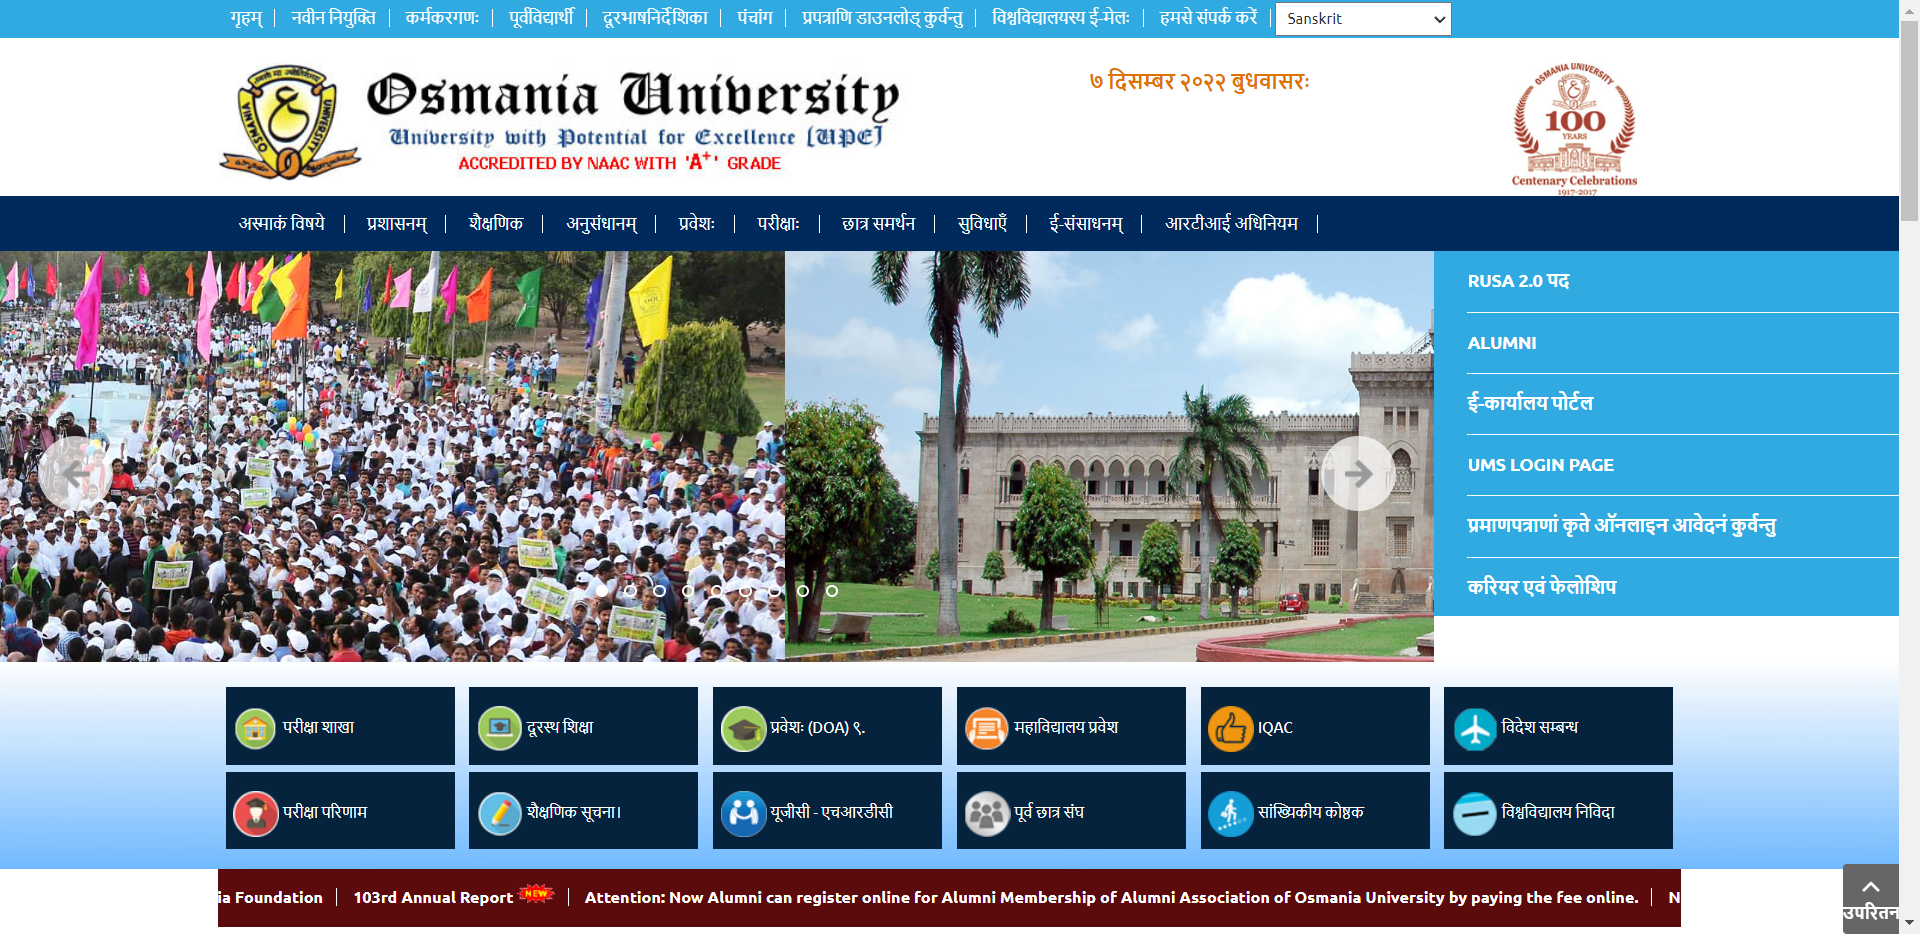 गृहम् | नवीन नियुक्ति | कर्मकरगणः | पूर्वविद्यार्थी | दूरभाषनिर्देशिका | पंचांग | प्रपत्राणि डाउनलोड् कुर्वन्तु | विश्वविद्यालयस्य ई-मेलः | हमसे संपर्क करें | Sanskrit
Osmania University
University with Potential for Excellence [UPE]
ACCREDITED BY NAAC WITH 'A+' GRADE
७ दिसम्बर २०२२ बुधवासरः
OSMANIA UNIVERSITY
100
YEARS
Centenary Celebrations
1917-2017
अस्माकं विषये | प्रशासनम् | शैक्षणिक | अनुसंधानम् | प्रवेशः | परीक्षाः | छात्र समर्थन | सुविधाएँ | ई-संसाधनम् | आरटीआई अधिनियम |
RUSA 2.0 पद
ALUMNI
ई-कार्यालय पोर्टल
UMS LOGIN PAGE
प्रमाणपत्राणां कृते ऑनलाइन आवेदनं कुर्वन्तु
करियर एवं फेलोशिप
परीक्षा शाखा
दूरस्थ शिक्षा
प्रवेशः (DOA) ९.
महाविद्यालय प्रवेश
IQAC
विदेश सम्बन्ध
परीक्षा परिणाम
शैक्षणिक सूचना।
यूजीसी - एचआरडीसी
पूर्व छात्र संघ
सांख्यिकीय कोष्ठक
विश्वविद्यालय निविदा
ia Foundation | 103rd Annual Report NEW | Attention: Now Alumni can register online for Alumni Membership of Alumni Association of Osmania University by paying the fee online. | N
उपरितन